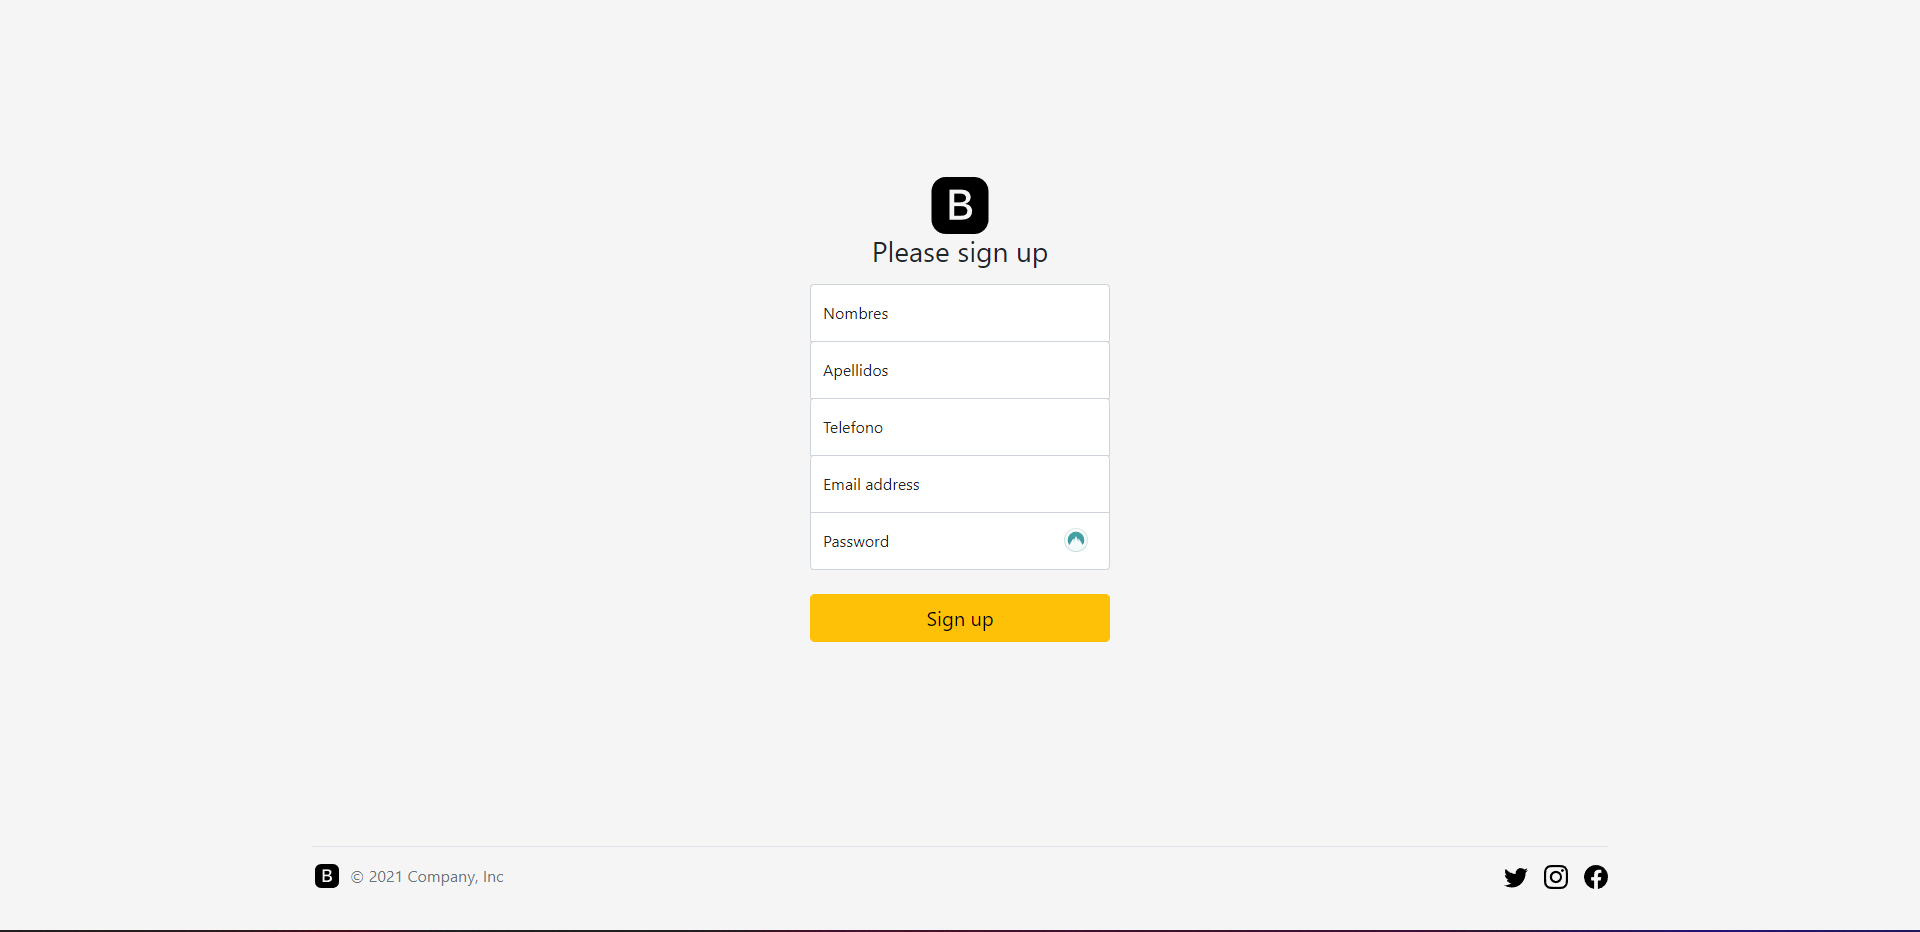 B
Please sign up
Nombres
Apellidos
Telefono
Email address
Password
Sign up
B © 2021 Company, Inc